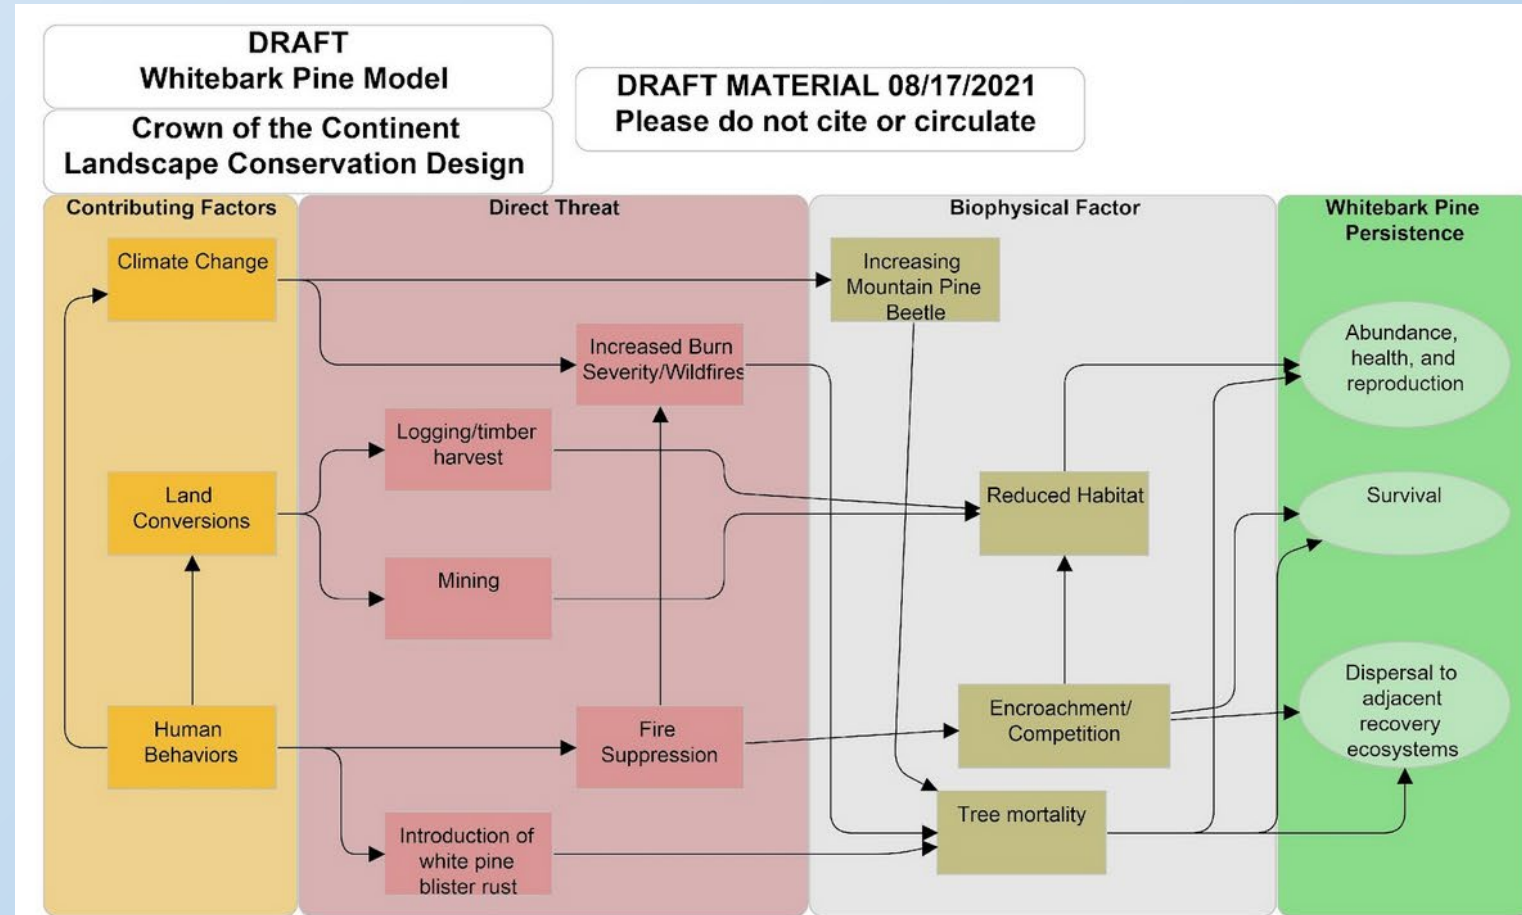 DRAFT
Whitebark Pine Model
Crown of the Continent
Landscape Conservation Design
DRAFT MATERIAL 08/17/2021
Please do not cite or circulate
Contributing Factors
Direct Threat
Biophysical Factor
Whitebark Pine
Persistence
Climate Change
Increasing
Mountain Pine
Beetle
Increased Burn
Severity/Wildfires
Abundance,
health, and
reproduction
Logging/timber
harvest
Land
Conversions
Reduced Habitat
Survival
Mining
Human
Behaviors
Fire
Suppression
Encroachment/
Competition
Dispersal to
adjacent
recovery
ecosystems
Introduction of
white pine
blister rust
Tree mortality